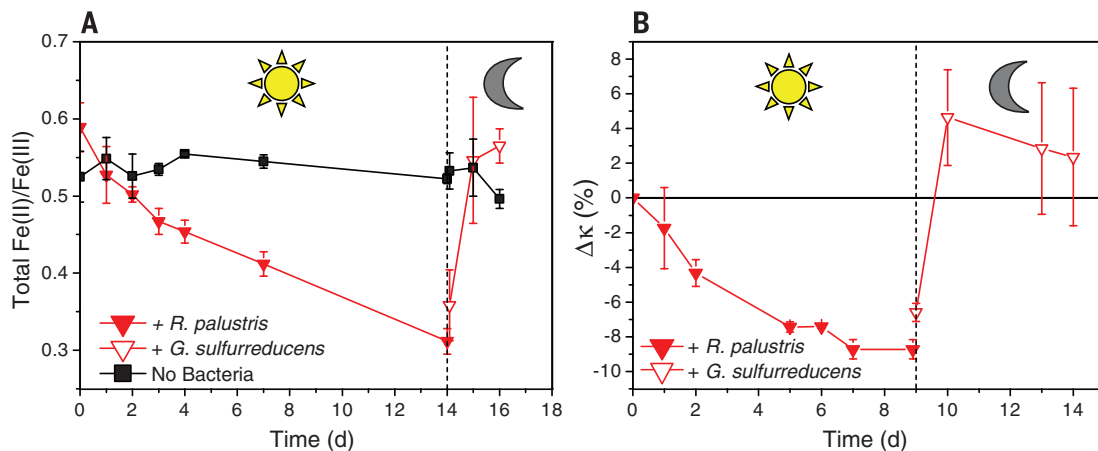 A
Total Fe(II)/Fe(III)
0.7
0.6
0.5
0.4
0.3
+ R. palustris
+ G. sulfurreducens
No Bacteria
0 2 4 6 8 10 12 14 16 18
Time (d)
B
Δκ (%)
8
6
4
2
0
-2
-4
-6
-8
-10
+ R. palustris
+ G. sulfurreducens
0 2 4 6 8 10 12 14
Time (d)